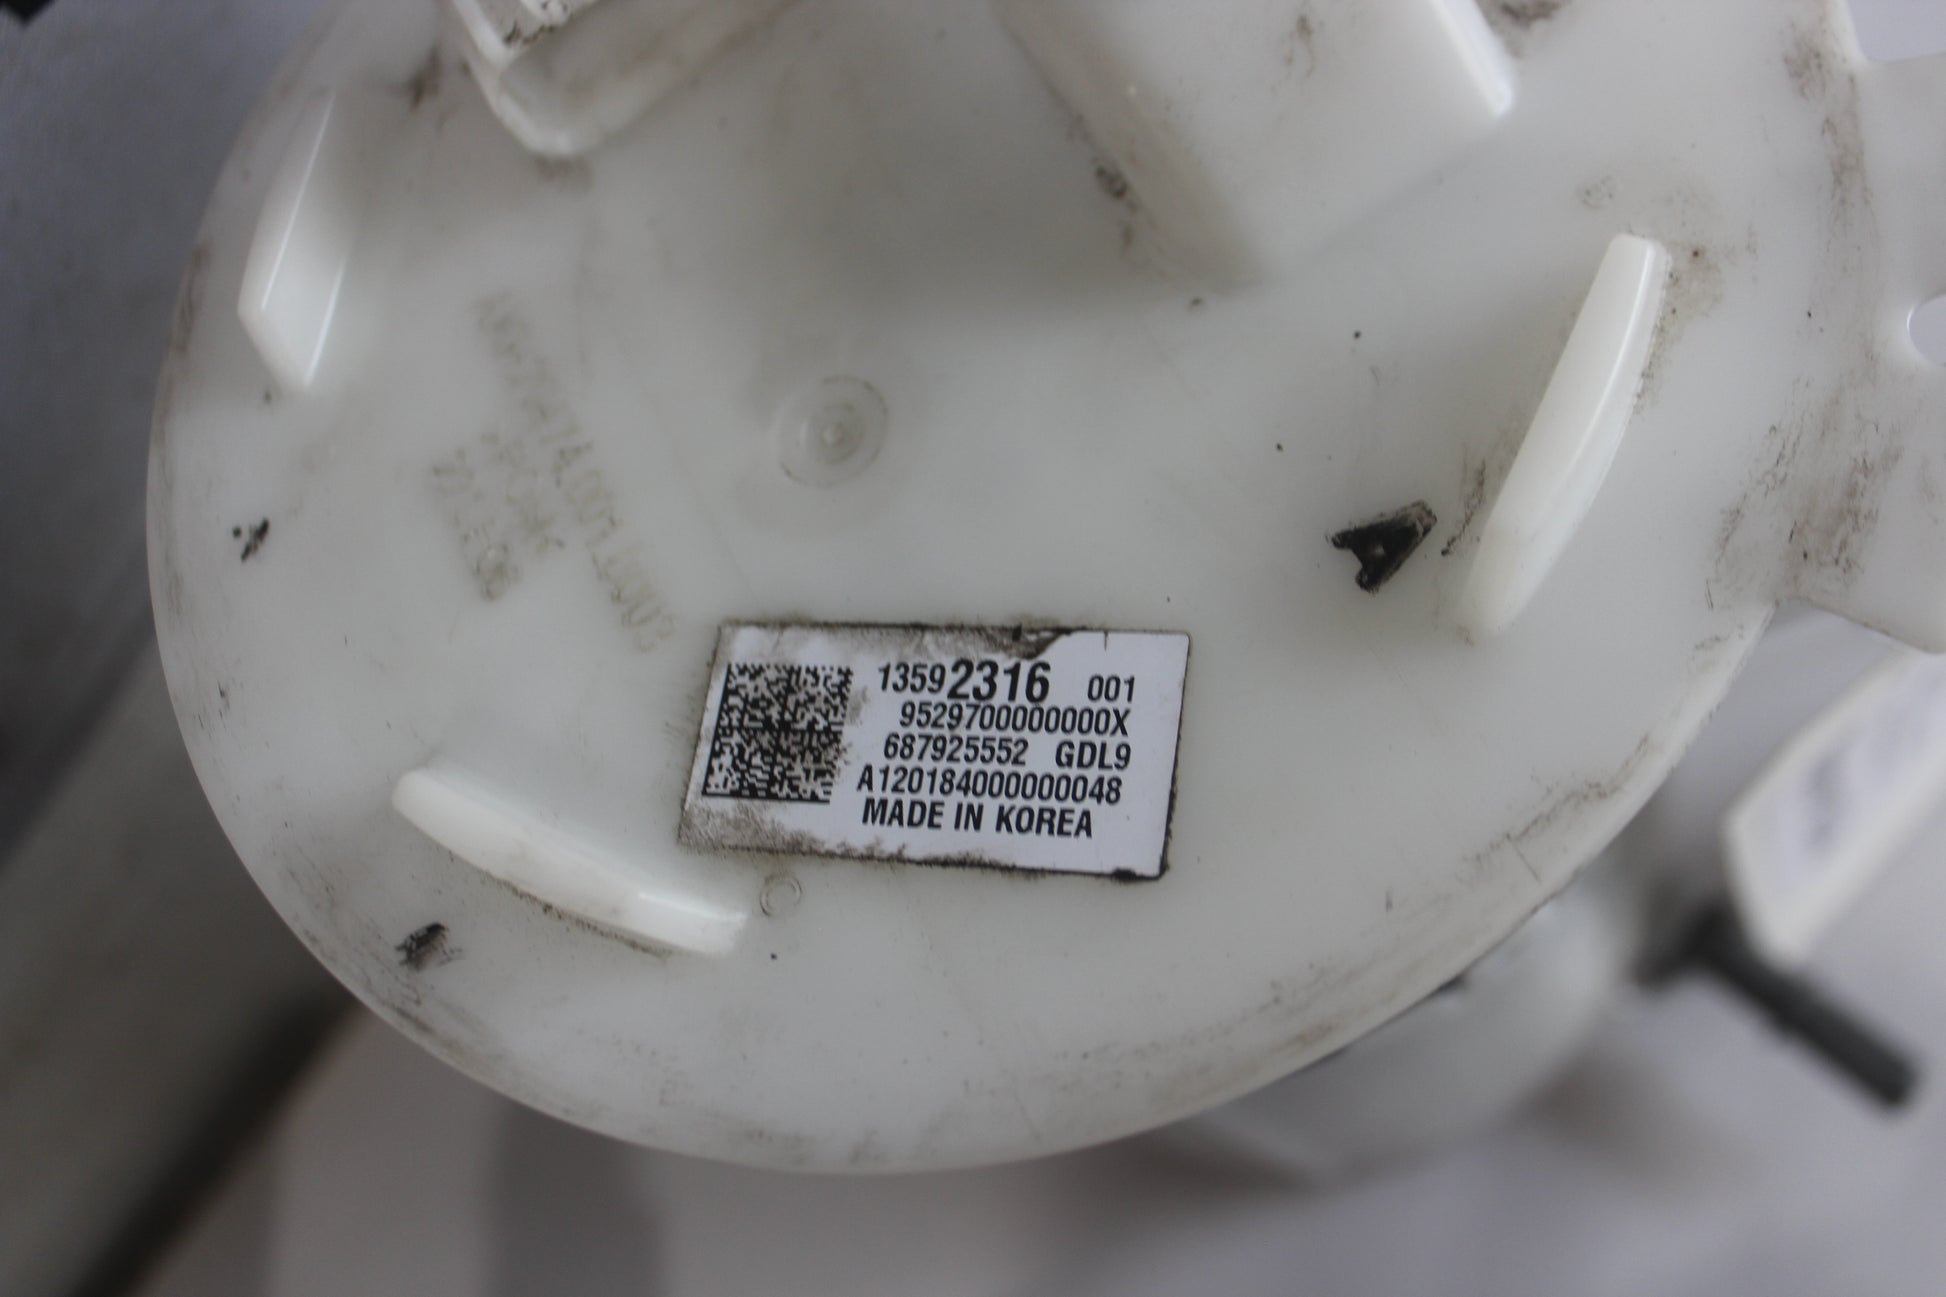 13592316 001
9529700000000X
687925552 GDL9
A120184000000048
MADE IN KOREA